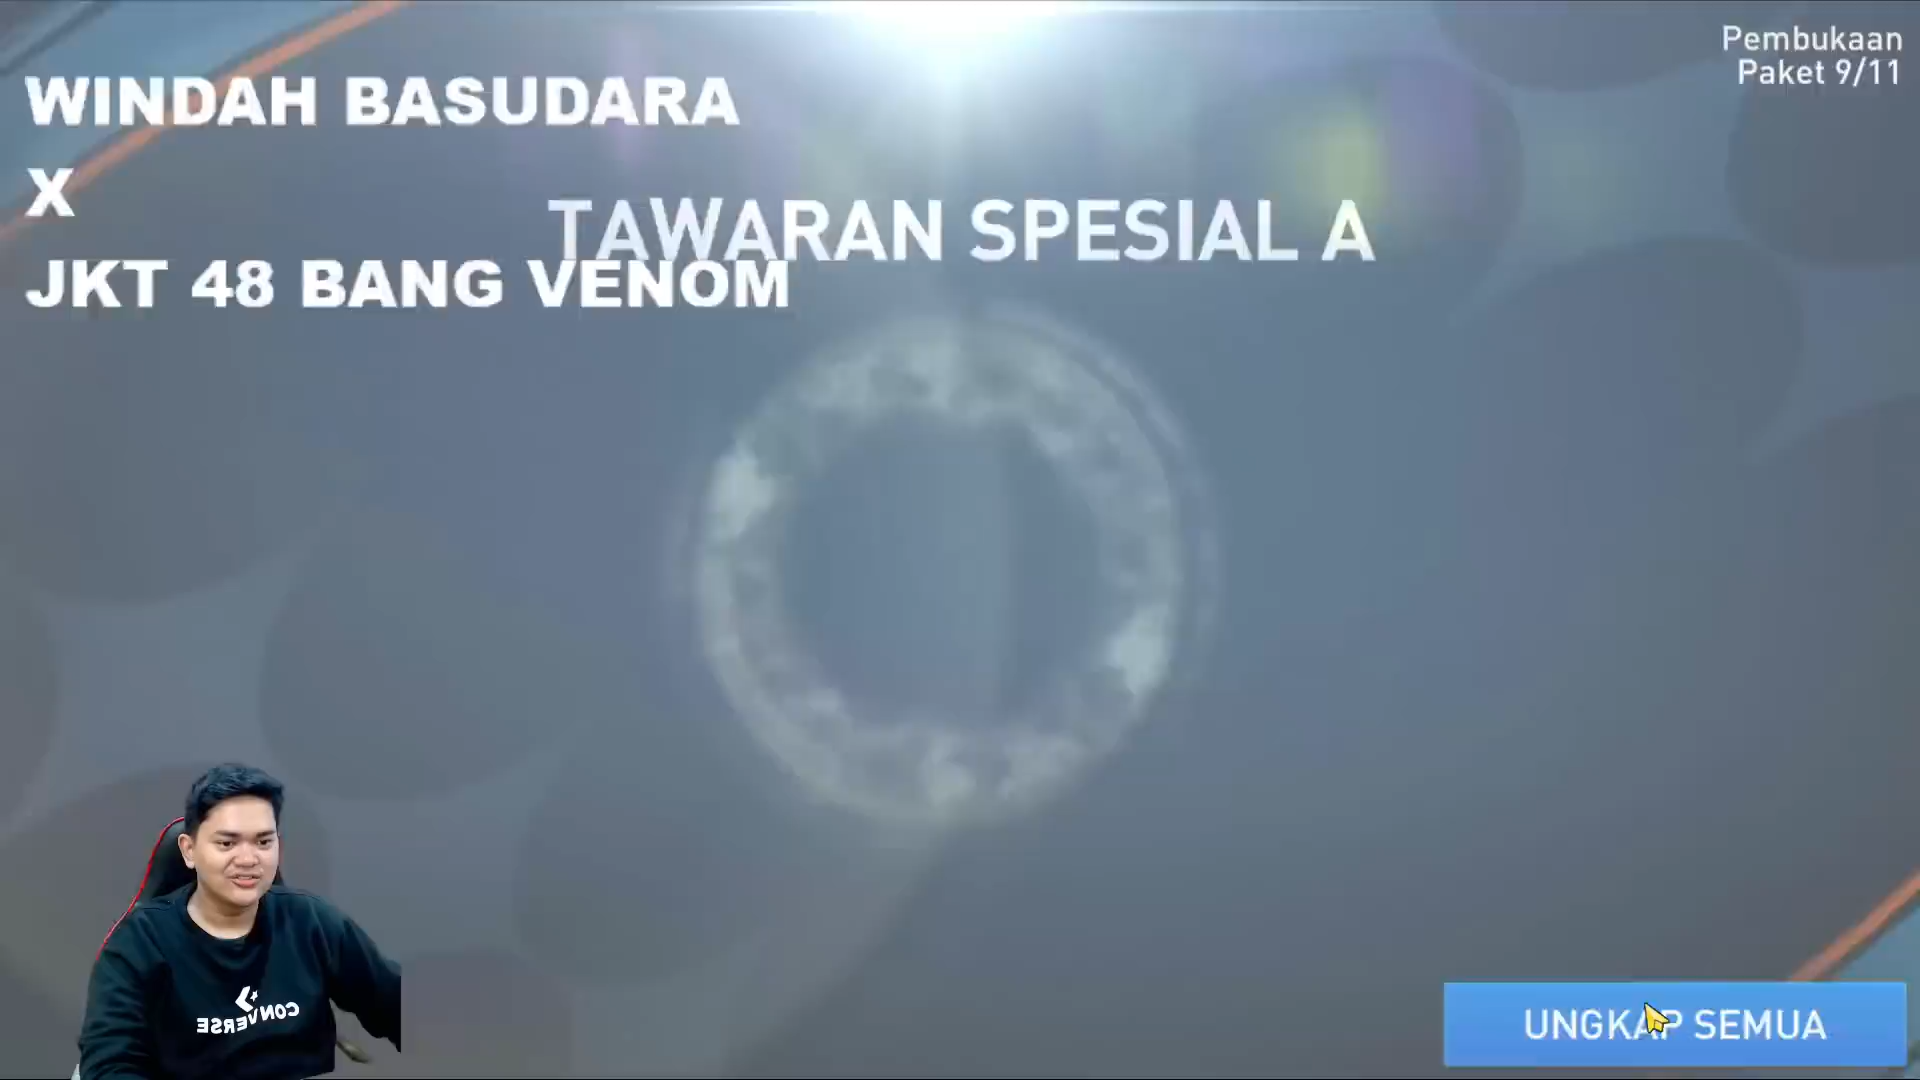 Pembukaan
Paket 9/11
WINDAH BASUDARA
X
JKT 48 BANG VENOM
TAWARAN SPESIAL A
CONVERSE
UNGKAP SEMUA